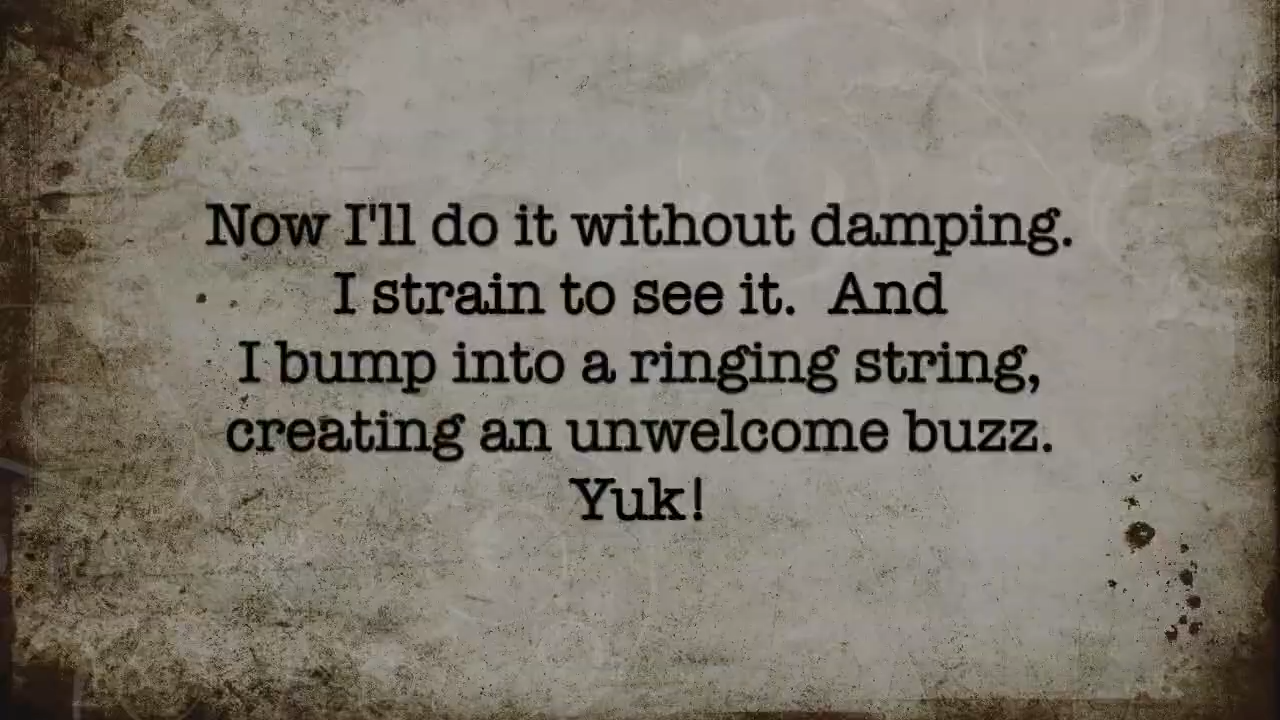 Now I'll do it without damping.
I strain to see it.  And
I bump into a ringing string,
creating an unwelcome buzz.
Yuk!